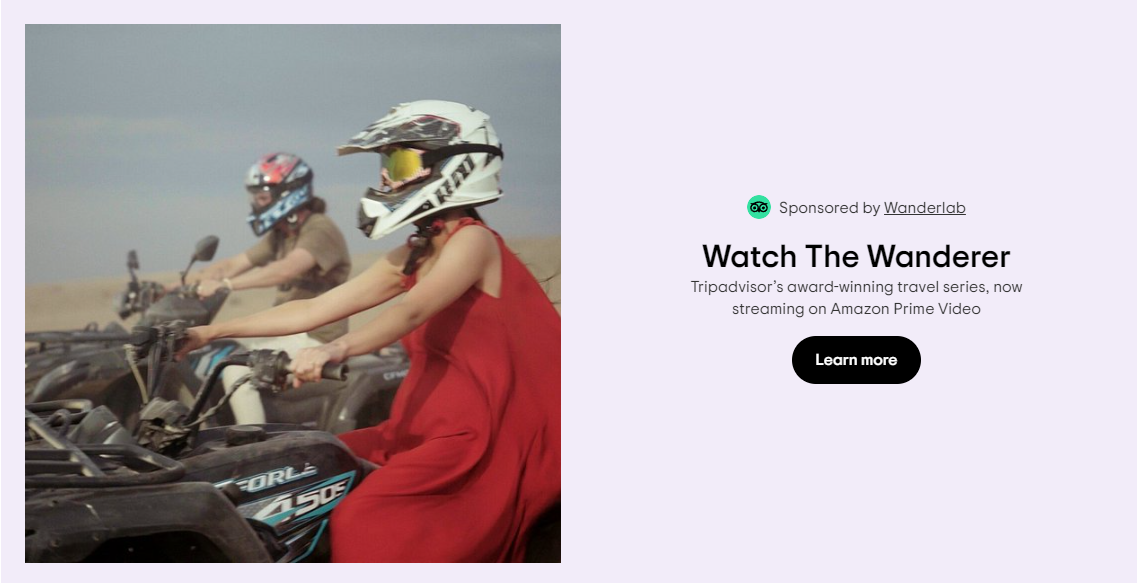 Sponsored by Wanderlab
Watch The Wanderer
Tripadvisor's award-winning travel series, now
streaming on Amazon Prime Video
Learn more
FORCE
450S